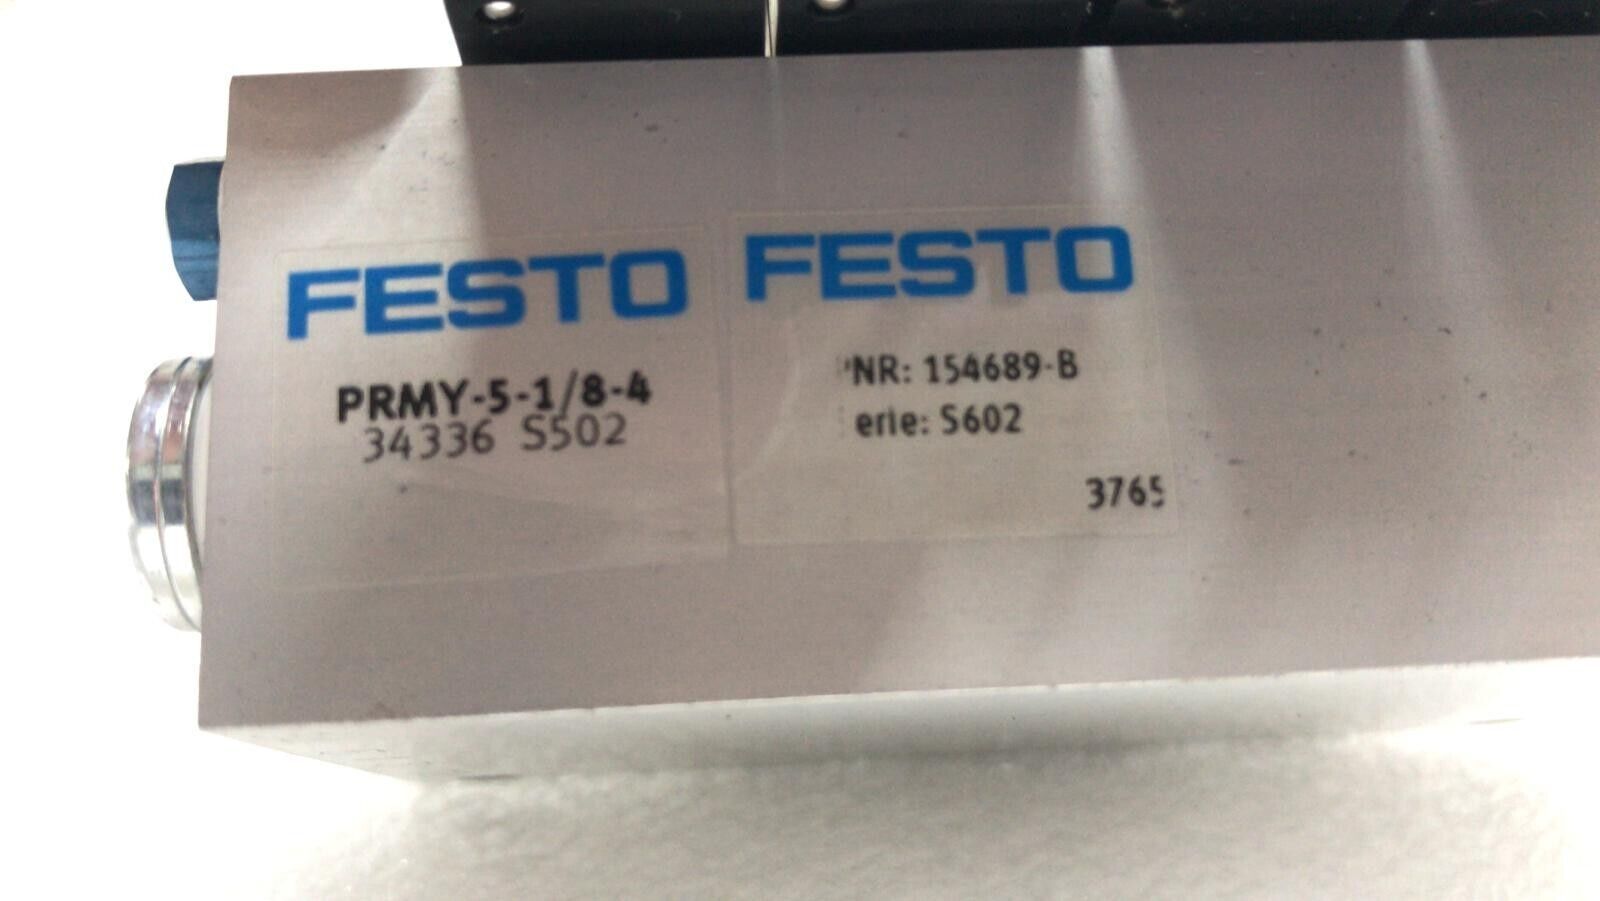 FESTO
PRMY-5-1/8-4
34336 S502
FESTO
NR: 154689-B
erie: S602
3765